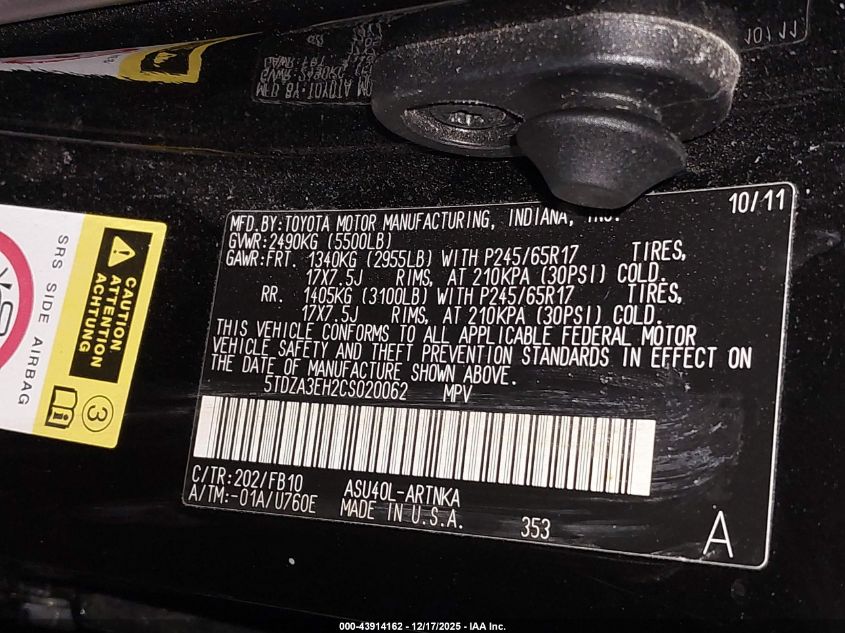 10/11
MFD.BY:TOYOTA MOTOR MANUFACTURING, INDIANA, INC. 10/11
GVWR:2490KG (5500LB)
GAWR:FRT. 1340KG (2955LB) WITH P245/65R17 TIRES,
17X7.5J RIMS, AT 210KPA (30PSI) COLD.
RR. 1405KG (3100LB) WITH P245/65R17 TIRES,
17X7.5J RIMS, AT 210KPA (30PSI) COLD.
THIS VEHICLE CONFORMS TO ALL APPLICABLE FEDERAL MOTOR
VEHICLE SAFETY AND THEFT PREVENTION STANDARDS IN EFFECT ON
THE DATE OF MANUFACTURE SHOWN ABOVE.
5TDZA3EH2CS020062 MPV
C/TR:202/FB10 ASU40L-ARTNKA
A/TM:-01A/U760E MADE IN U.S.A.
353
A
SRS SIDE AIRBAG
CAUTION
ATTENTION
ACHTUNG
3
000-43914162 - 12/17/2025 - IAA Inc.